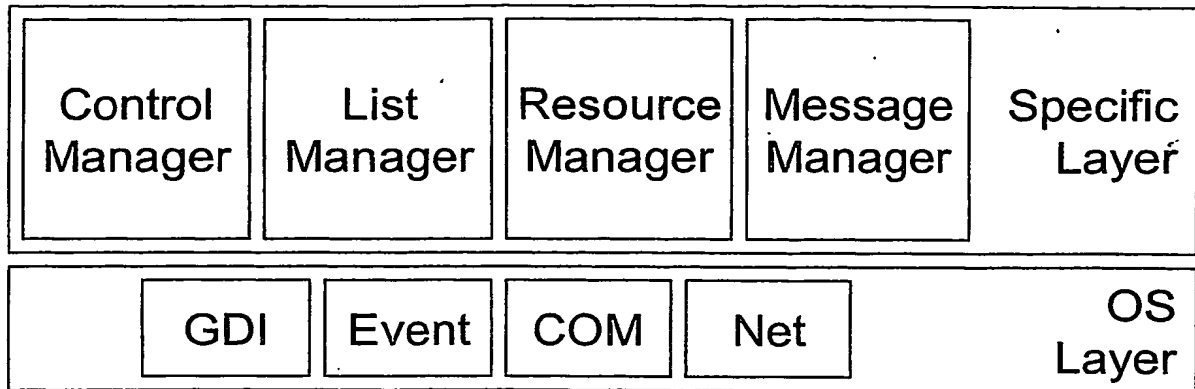 Control
Manager
List
Manager
Resource
Manager
Message
Manager
Specific
Layer
GDI
Event
COM
Net
OS
Layer